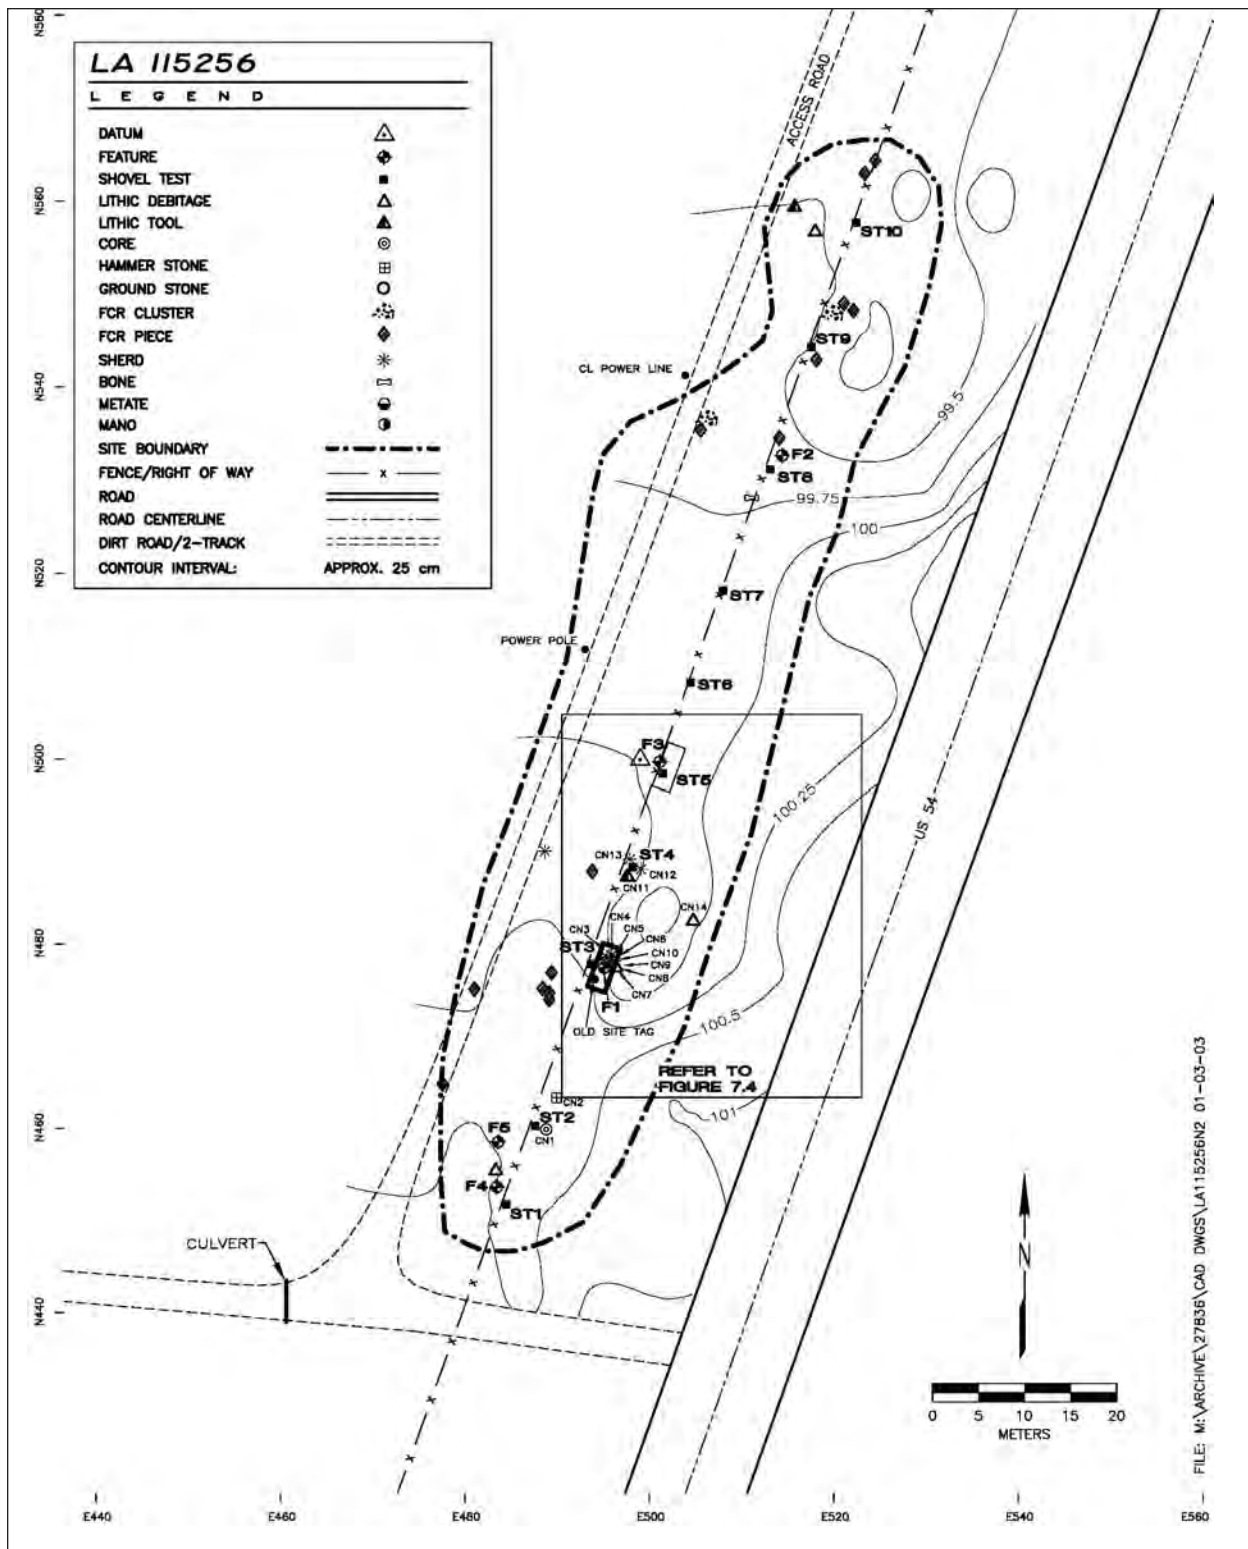 LA 115256
LEGEND
DATUM
FEATURE
SHOVEL TEST
LITHIC DEBITAGE
LITHIC TOOL
CORE
HAMMER STONE
GROUND STONE
FCR CLUSTER
FCR PIECE
SHERD
BONE
METATE
MANO
SITE BOUNDARY
FENCE/RIGHT OF WAY
ROAD
ROAD CENTERLINE
DIRT ROAD/2-TRACK
CONTOUR INTERVAL: APPROX. 25 cm
N580
N560
N540
N520
N500
N480
N460
N440
ACCESS ROAD
ST10
ST9
CL POWER LINE
99.5
F2
ST8
99.75
100
ST7
POWER POLE
ST6
F3
ST5
100.25
US 54
CN13
ST4
CN12
CN11
CN14
CN4
CN3
CN5
ST3
CN6
CN10
CN9
CN8
CN7
F1
OLD SITE TAG
100.5
REFER TO
FIGURE 7.4
101
CN2
ST2
CN1
F5
F4
ST1
CULVERT
N
0 5 10 15 20
METERS
E440 E460 E480 E500 E520 E540 E560
FILE: M:\ARCHIVE\27836\CAD DWGS\LA115256N2 01-03-03